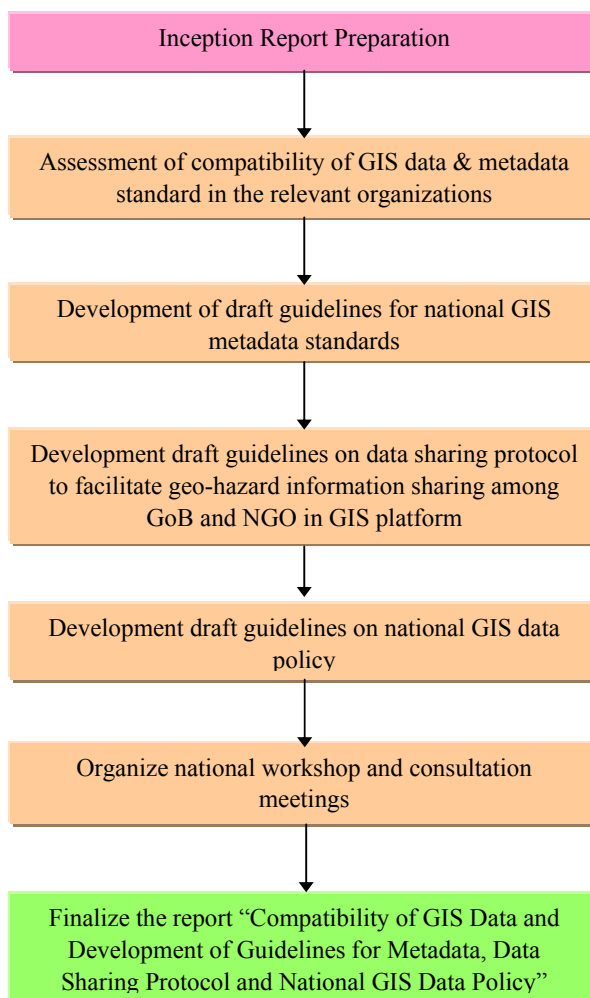 Inception Report Preparation
Assessment of compatibility of GIS data & metadata
standard in the relevant organizations
Development of draft guidelines for national GIS
metadata standards
Development draft guidelines on data sharing protocol
to facilitate geo-hazard information sharing among
GoB and NGO in GIS platform
Development draft guidelines on national GIS data
policy
Organize national workshop and consultation
meetings
Finalize the report “Compatibility of GIS Data and
Development of Guidelines for Metadata, Data
Sharing Protocol and National GIS Data Policy”